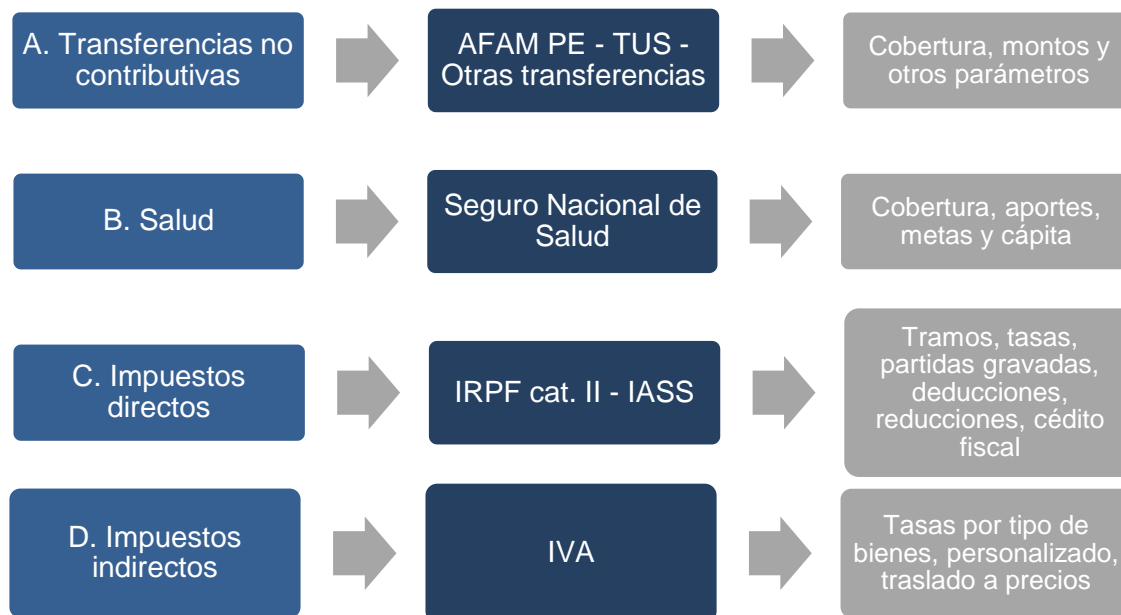 A. Transferencias no
contributivas
AFAM PE - TUS -
Otras transferencias
Cobertura, montos y
otros parámetros
B. Salud
Seguro Nacional de
Salud
Cobertura, aportes,
metas y cápita
C. Impuestos
directos
IRPF cat. II - IASS
Tramos, tasas,
partidas gravadas,
deducciones,
reducciones, cédito
fiscal
D. Impuestos
indirectos
IVA
Tasas por tipo de
bienes, personalizado,
traslado a precios